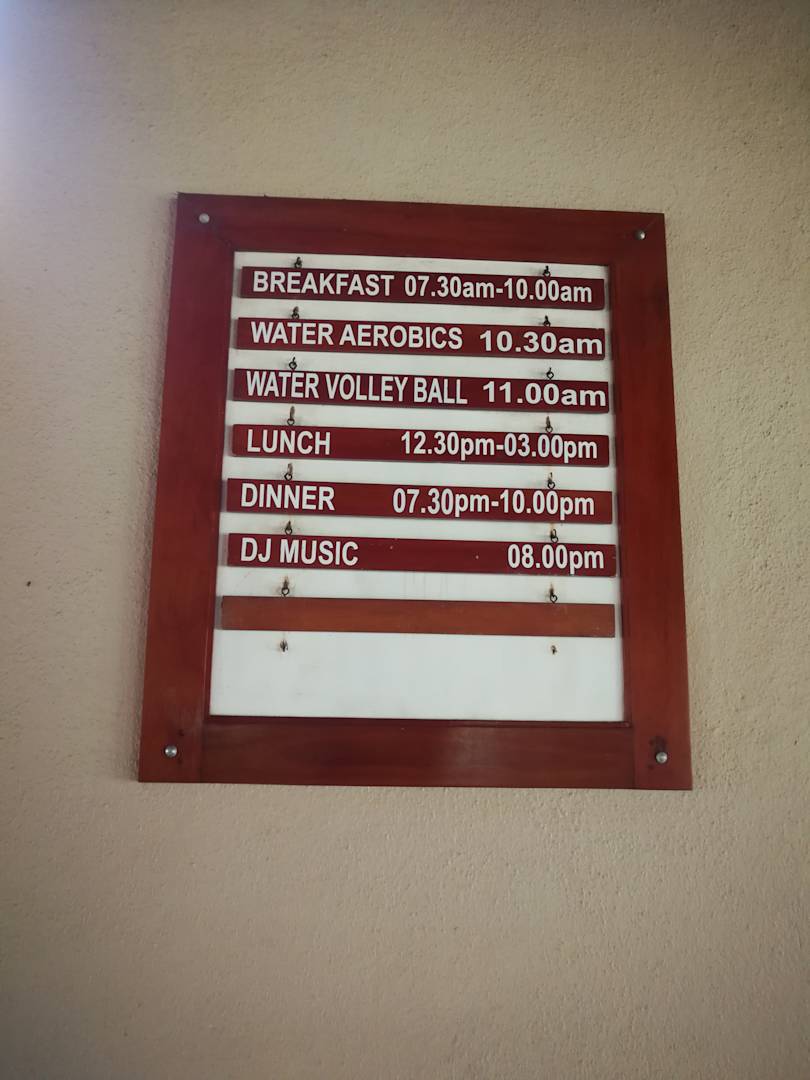 BREAKFAST 07.30am-10.00am
WATER AEROBICS 10.30am
WATER VOLLEY BALL 11.00am
LUNCH 12.30pm-03.00pm
DINNER 07.30pm-10.00pm
DJ MUSIC 08.00pm